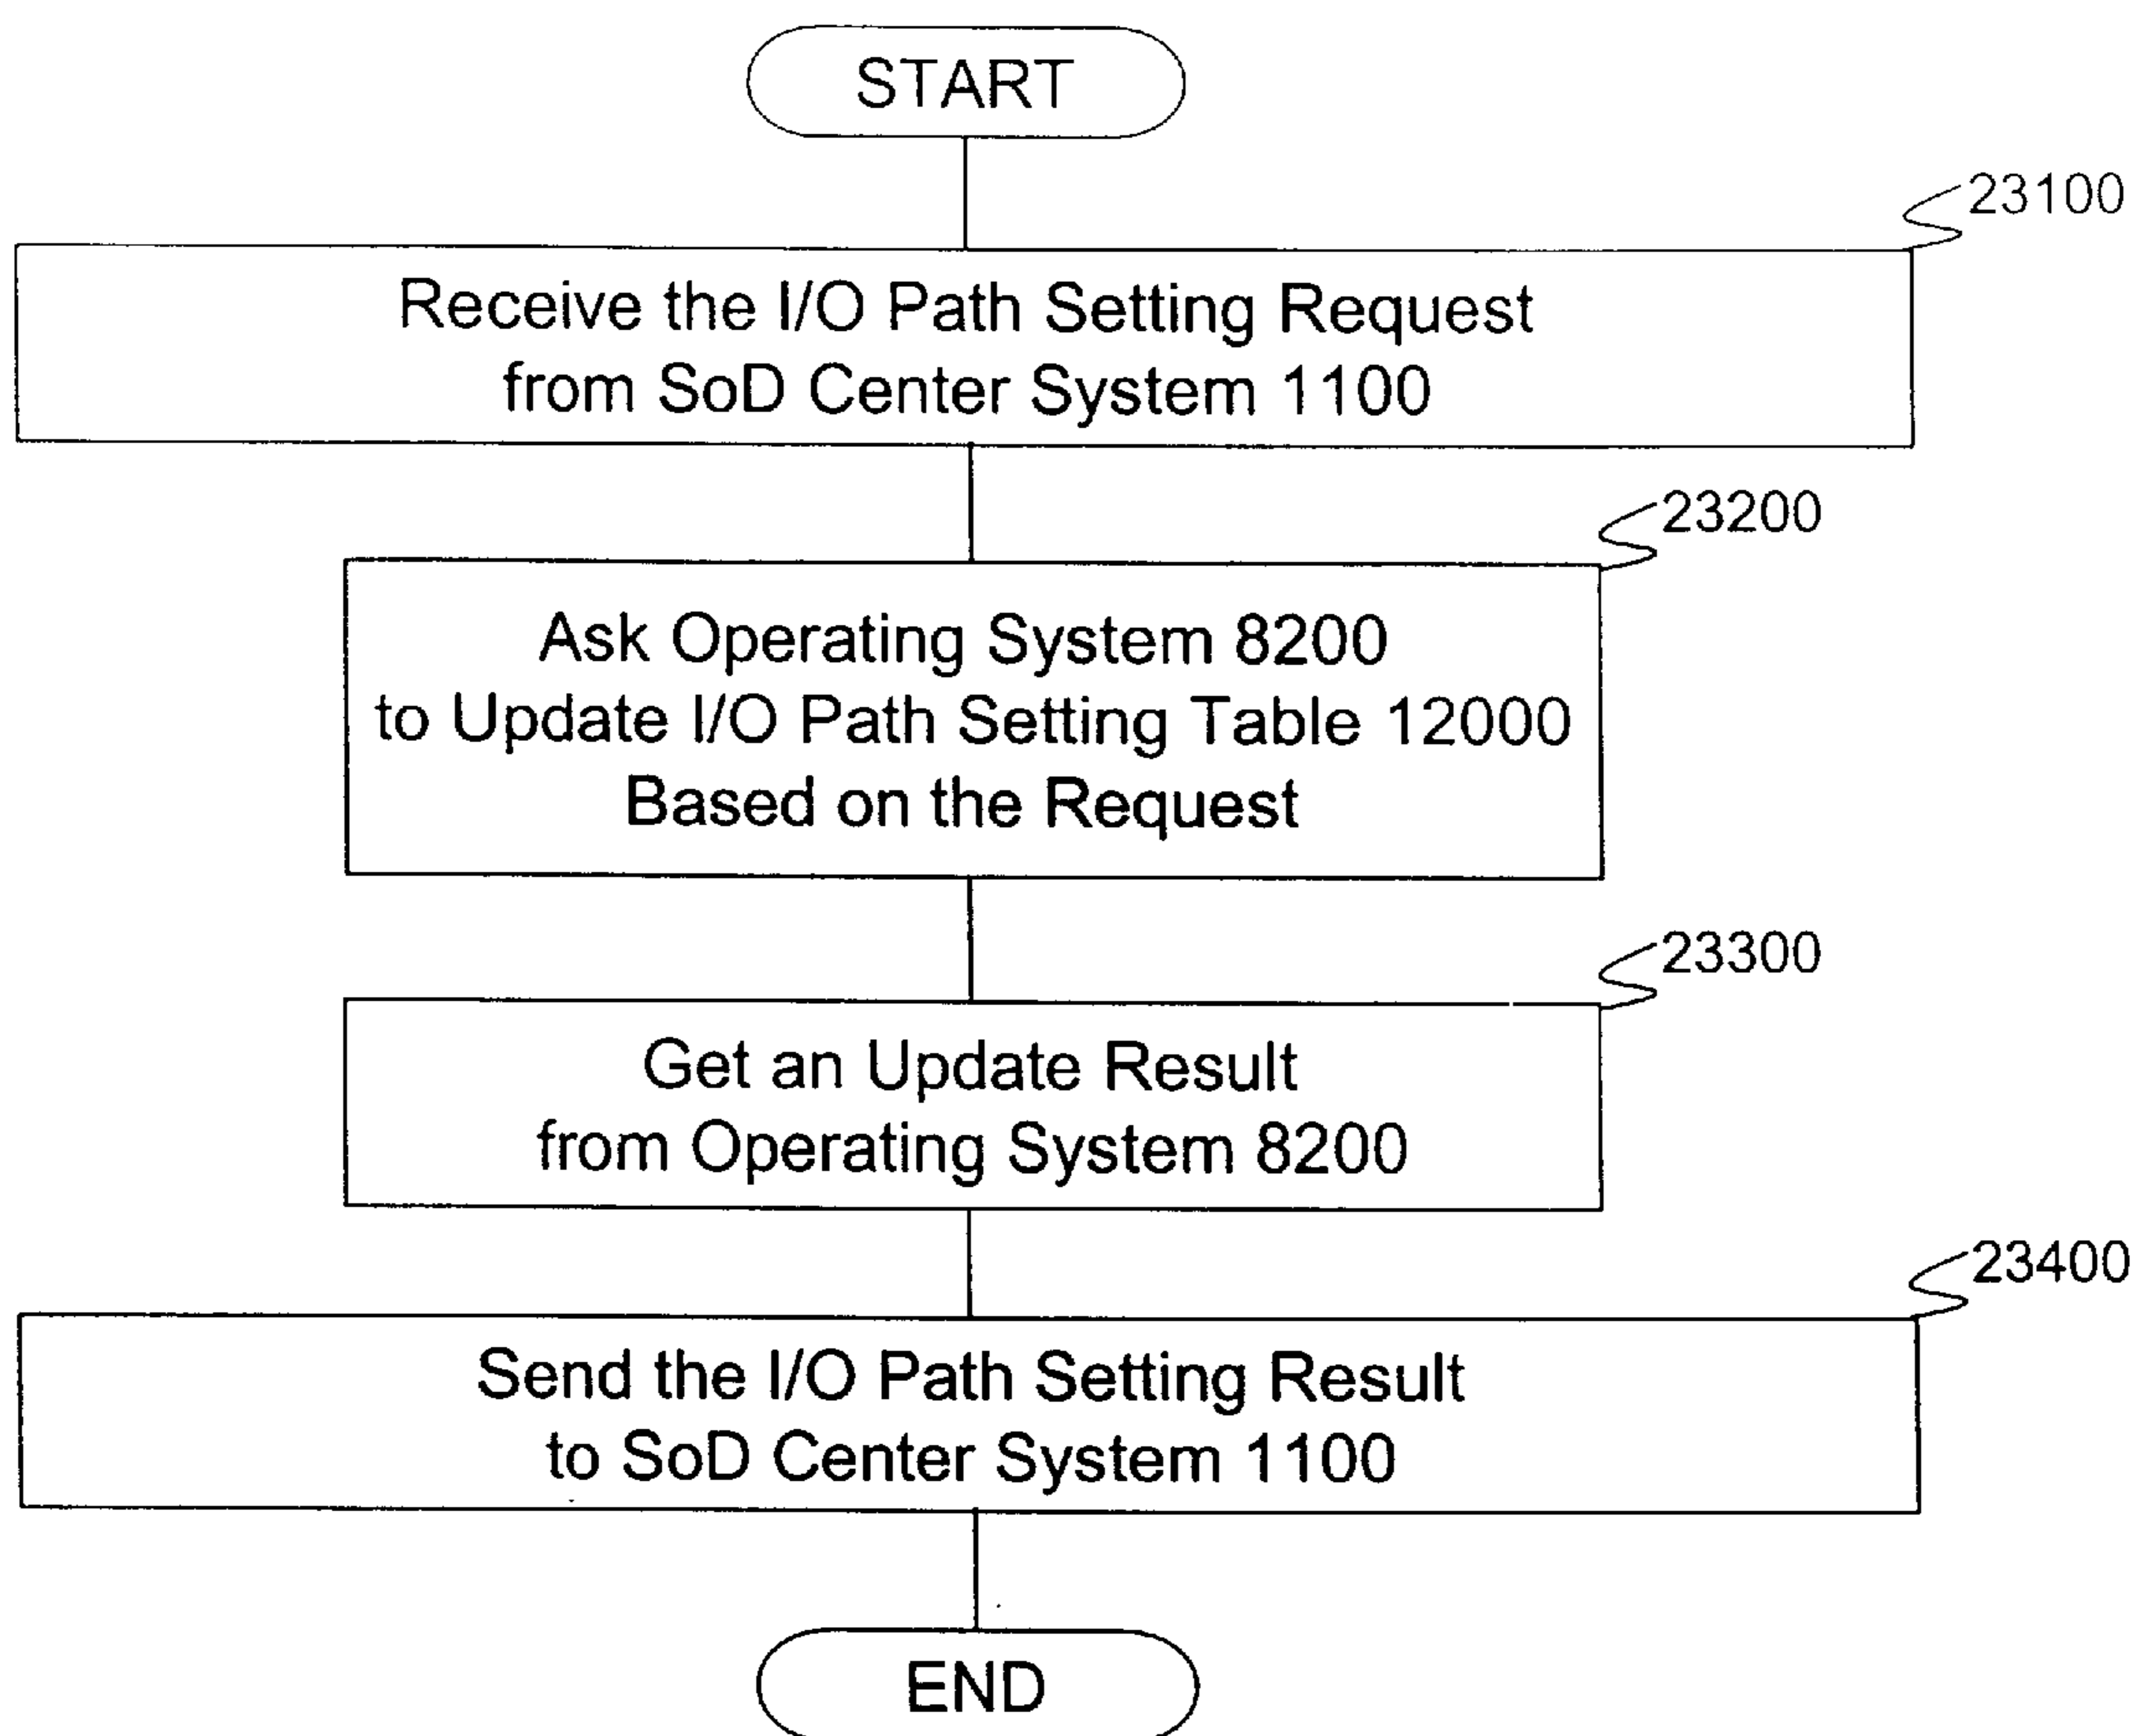 START
23100
Receive the I/O Path Setting Request
from SoD Center System 1100
23200
Ask Operating System 8200
to Update I/O Path Setting Table 12000
Based on the Request
23300
Get an Update Result
from Operating System 8200
23400
Send the I/O Path Setting Result
to SoD Center System 1100
END